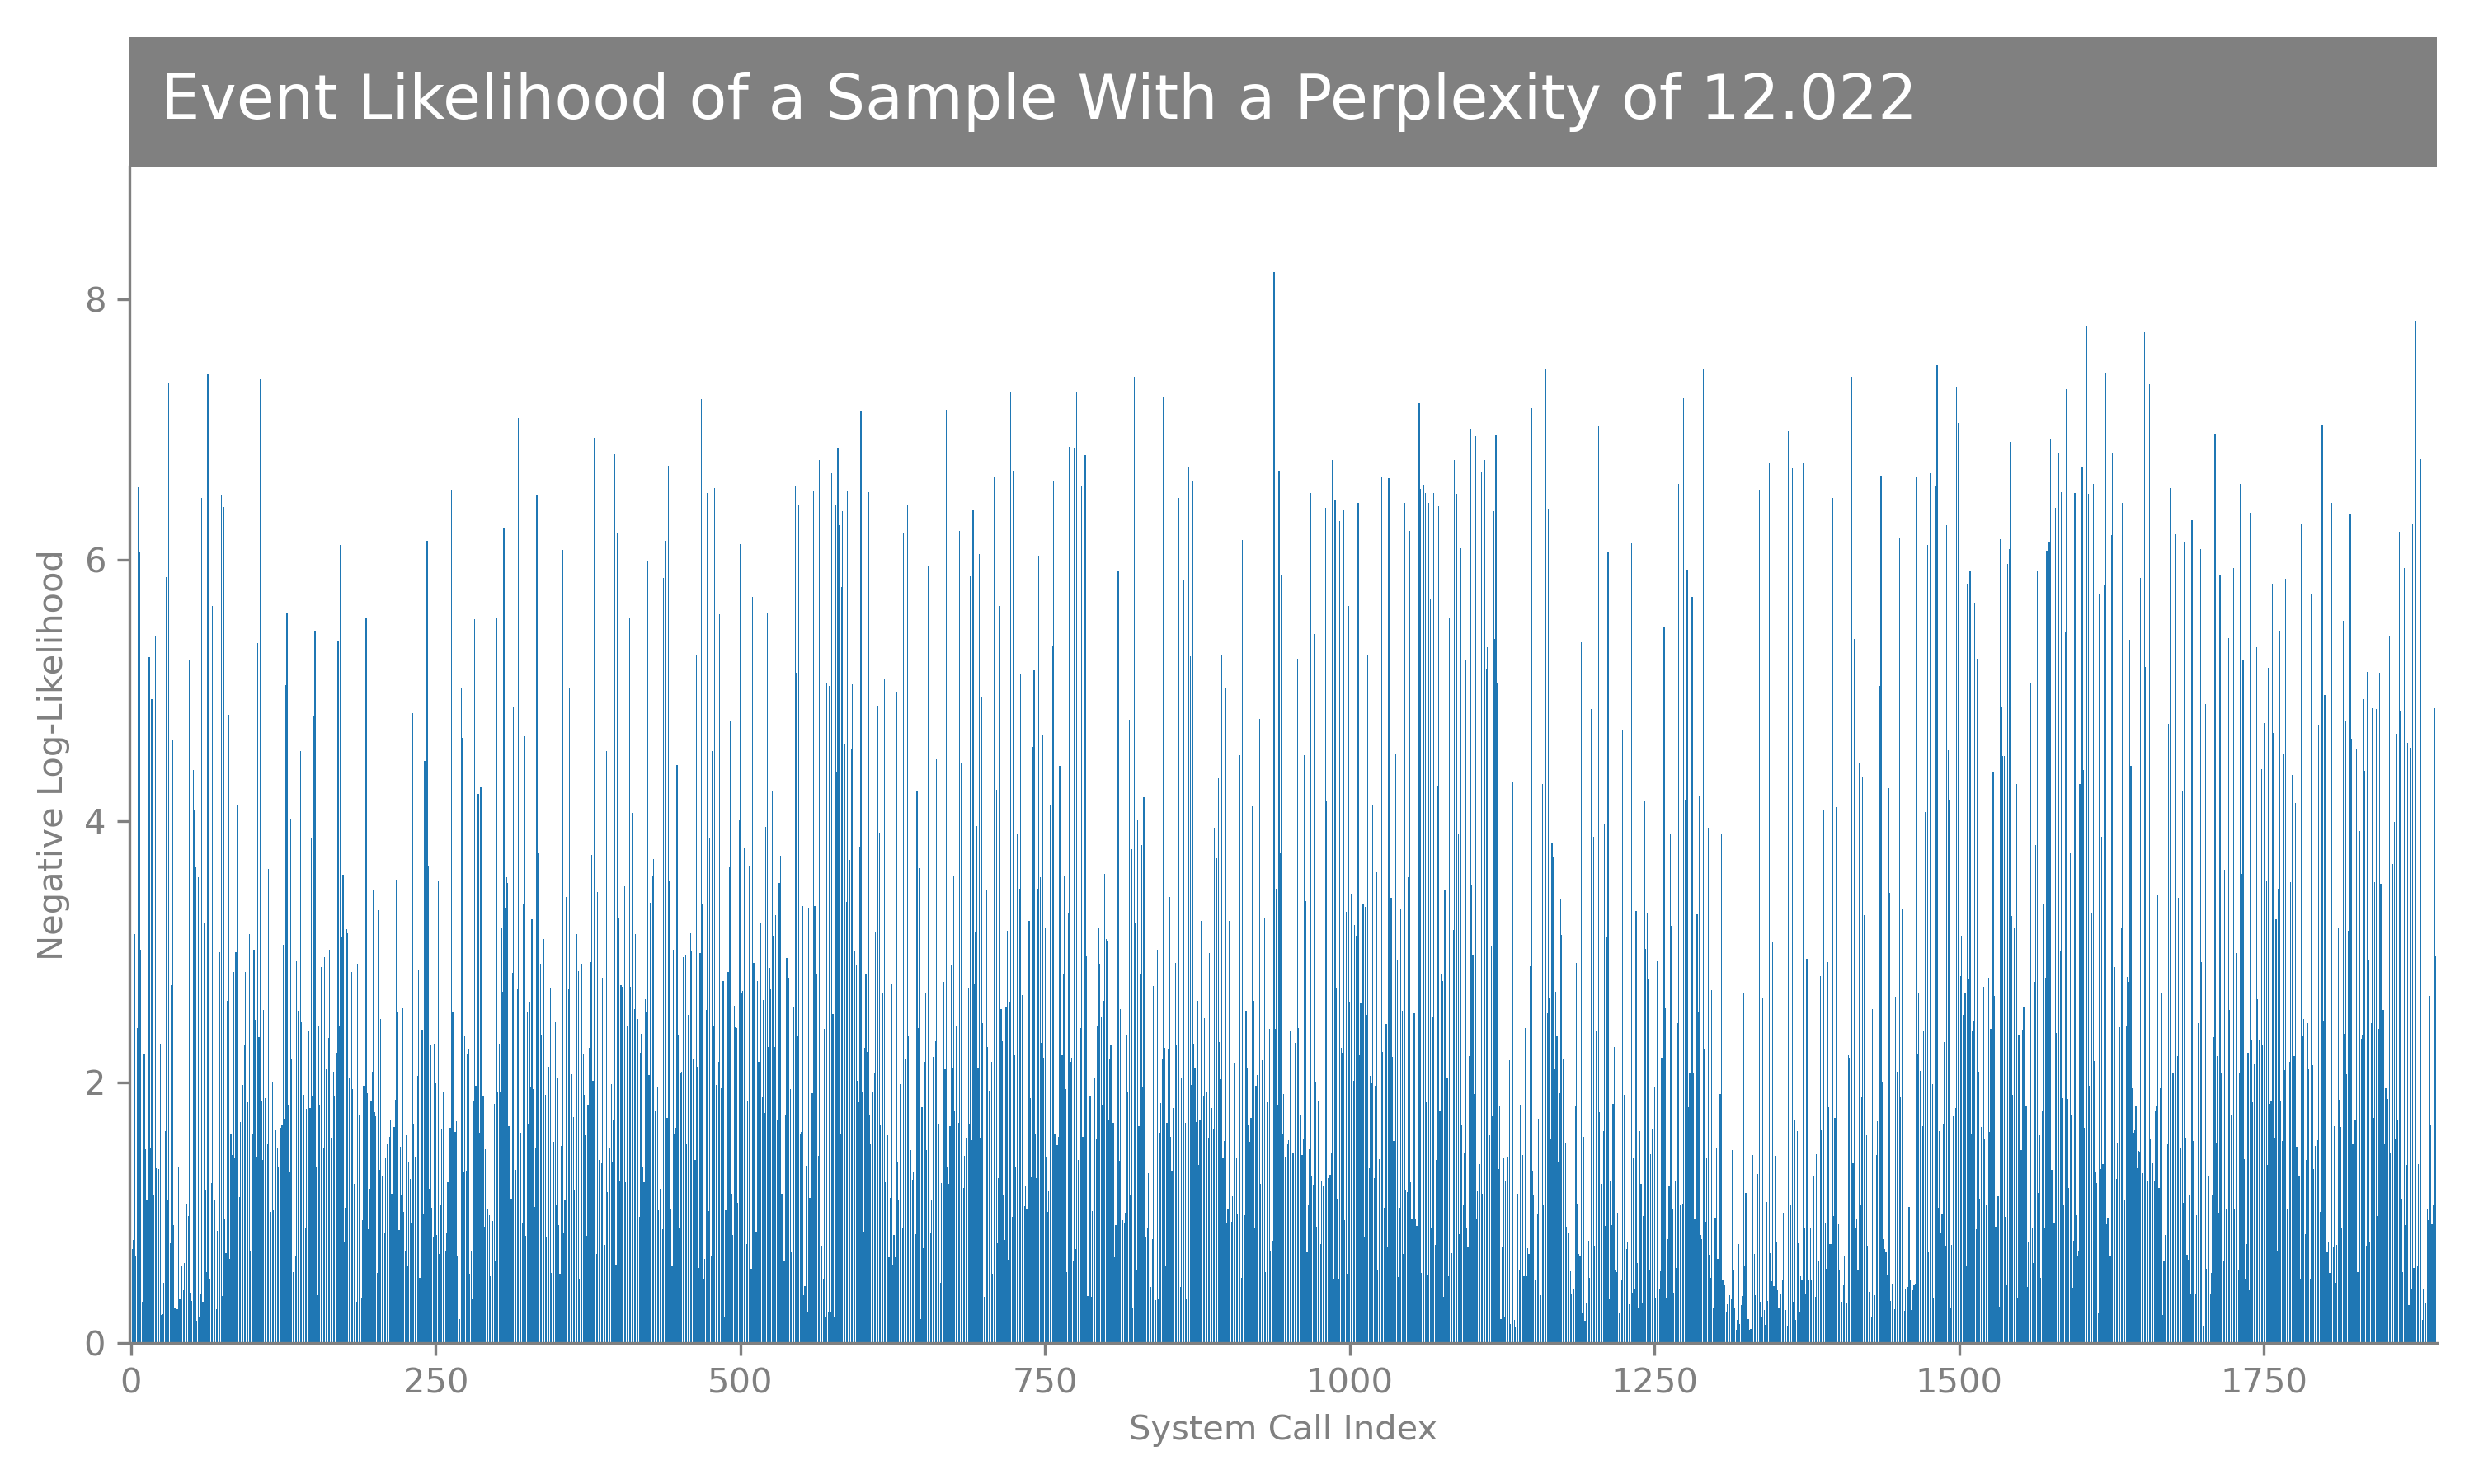 Event Likelihood of a Sample With a Perplexity of 12.022
8
6
4
2
0
Negative Log-Likelihood
0 250 500 750 1000 1250 1500 1750
System Call Index